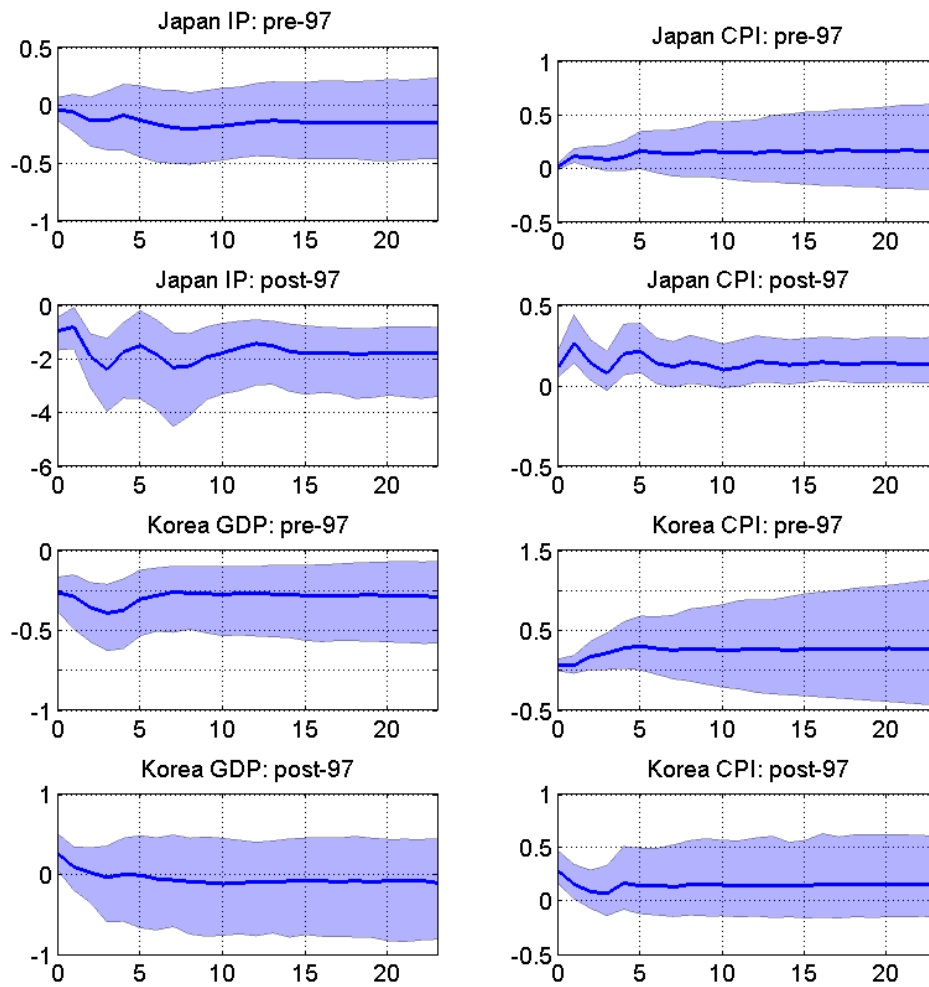 Japan IP: pre-97
0.5
0
-0.5
-1
0 5 10 15 20
Japan CPI: pre-97
1
0.5
0
-0.5
0 5 10 15 20
Japan IP: post-97
0
-2
-4
-6
0 5 10 15 20
Japan CPI: post-97
0.5
0
-0.5
0 5 10 15 20
Korea GDP: pre-97
0
-0.5
-1
0 5 10 15 20
Korea CPI: pre-97
1.5
0.5
-0.5
0 5 10 15 20
Korea GDP: post-97
1
0
-1
0 5 10 15 20
Korea CPI: post-97
1
0.5
0
-0.5
0 5 10 15 20